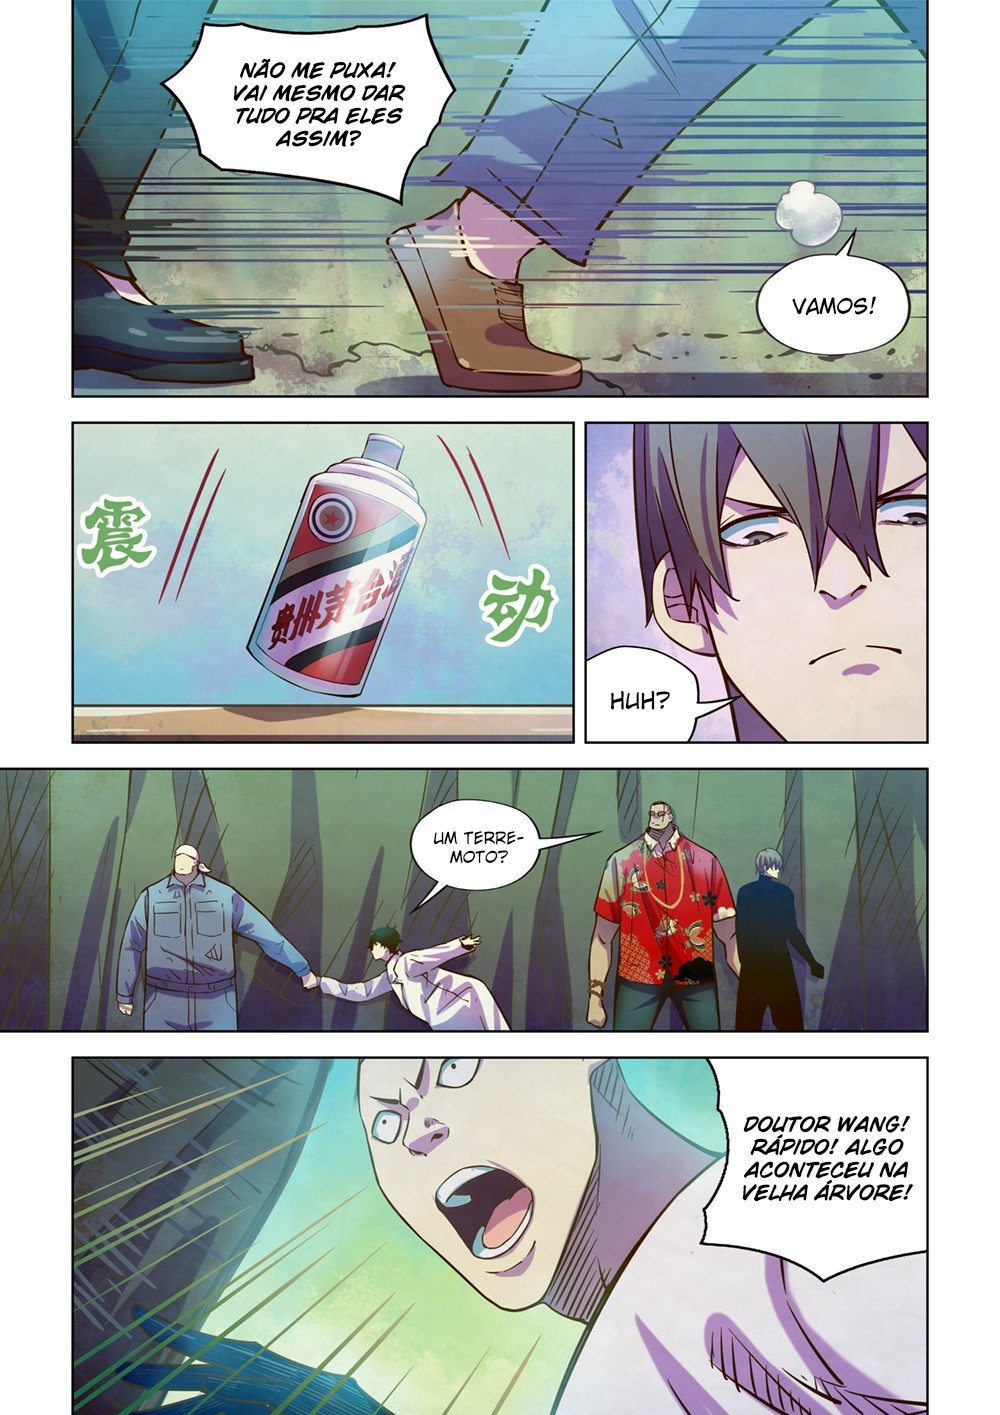 NÃO ME PUXA!
VAI MESMO DAR
TUDO PRA ELES
ASSIM?
VAMOS!
震
动
贵州茅台酒
HUH?
UM TERRE-
MOTO?
DOUTOR WANG!
RÁPIDO! ALGO
ACONTECEU NA
VELHA ÁRVORE!